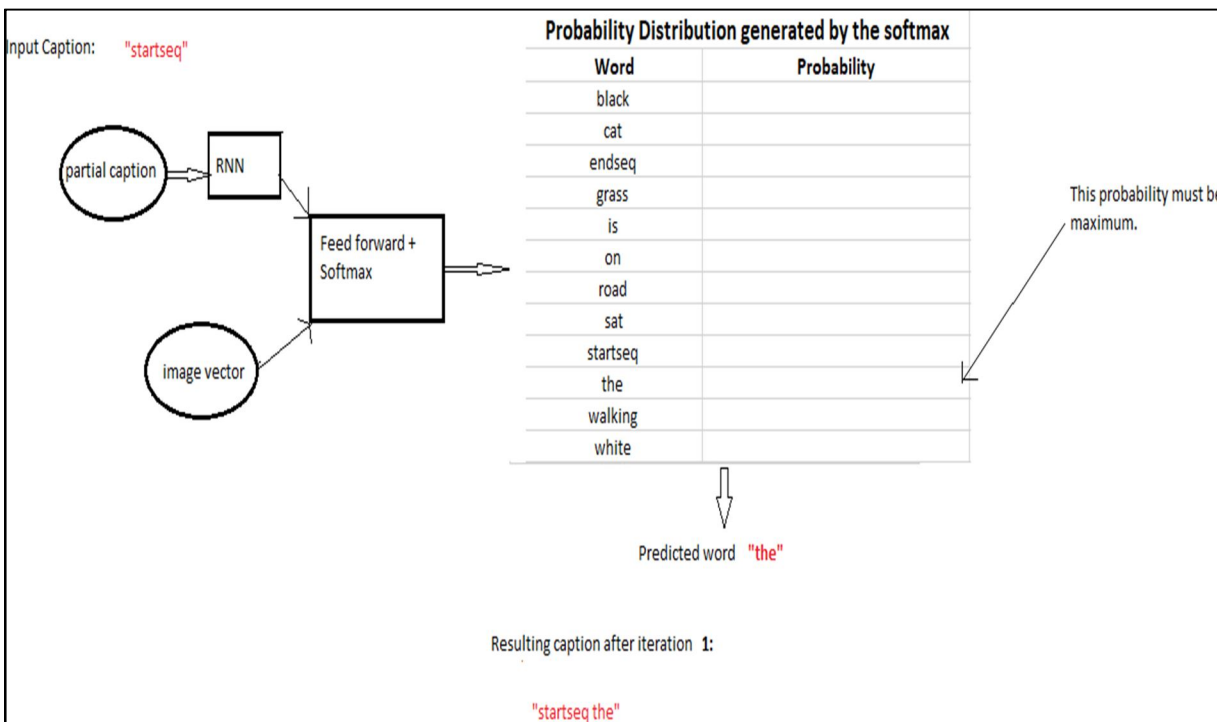 Input Caption: "startseq"
partial caption
RNN
Feed forward +
Softmax
image vector
Probability Distribution generated by the softmax
Word Probability
black
cat
endseq
grass
is
on
road
sat
startseq
the
walking
white
This probability must be
maximum.
Predicted word "the"
Resulting caption after iteration 1:
"startseq the"